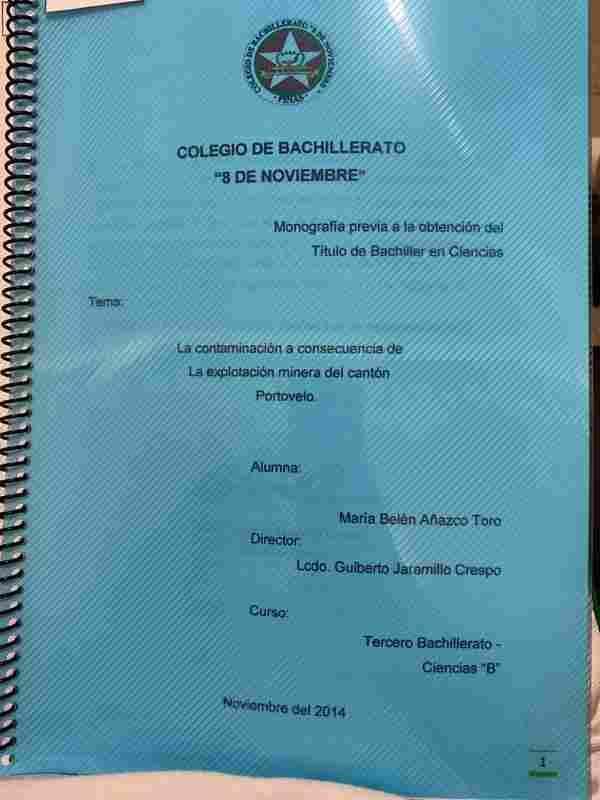 COLEGIO DE BACHILLERATO "8 DE NOVIEMBRE"
PIÑAS
COLEGIO DE BACHILLERATO
"8 DE NOVIEMBRE"
Monografía previa a la obtención del
Título de Bachiller en Ciencias
Tema:
La contaminación a consecuencia de
La explotación minera del cantón
Portovelo.
Alumna:
María Belén Añazco Toro
Director:
Lcdo. Guiberto Jaramillo Crespo
Curso:
Tercero Bachillerato -
Ciencias "B"
Noviembre del 2014
1